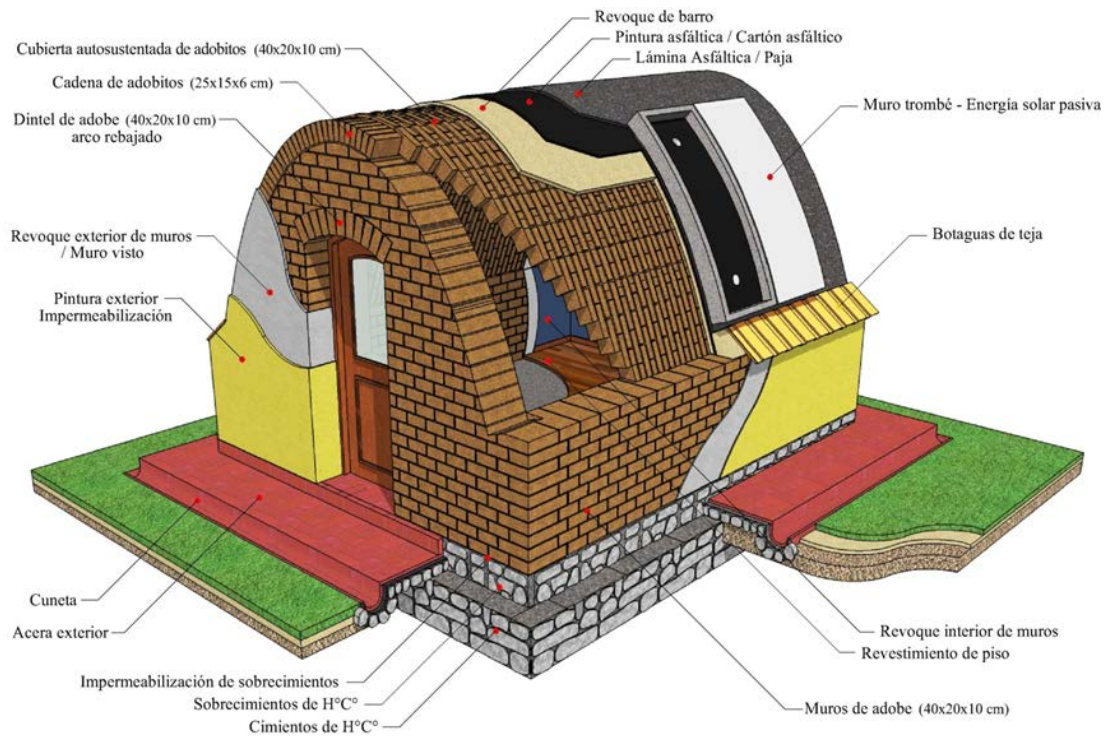 Revoque de barro
Pintura asfáltica / Cartón asfáltico
Lámina Asfáltica / Paja
Cubierta autosustentada de adobitos (40x20x10 cm)
Cadena de adobitos (25x15x6 cm)
Dintel de adobe (40x20x10 cm)
arco rebajado
Muro trombé - Energía solar pasiva
Revoque exterior de muros
/ Muro visto
Botaguas de teja
Pintura exterior
Impermeabilización
Cuneta
Acera exterior
Revoque interior de muros
Revestimiento de piso
Impermeabilización de sobrecimientos
Sobrecimientos de H°C°
Cimientos de H°C°
Muros de adobe (40x20x10 cm)